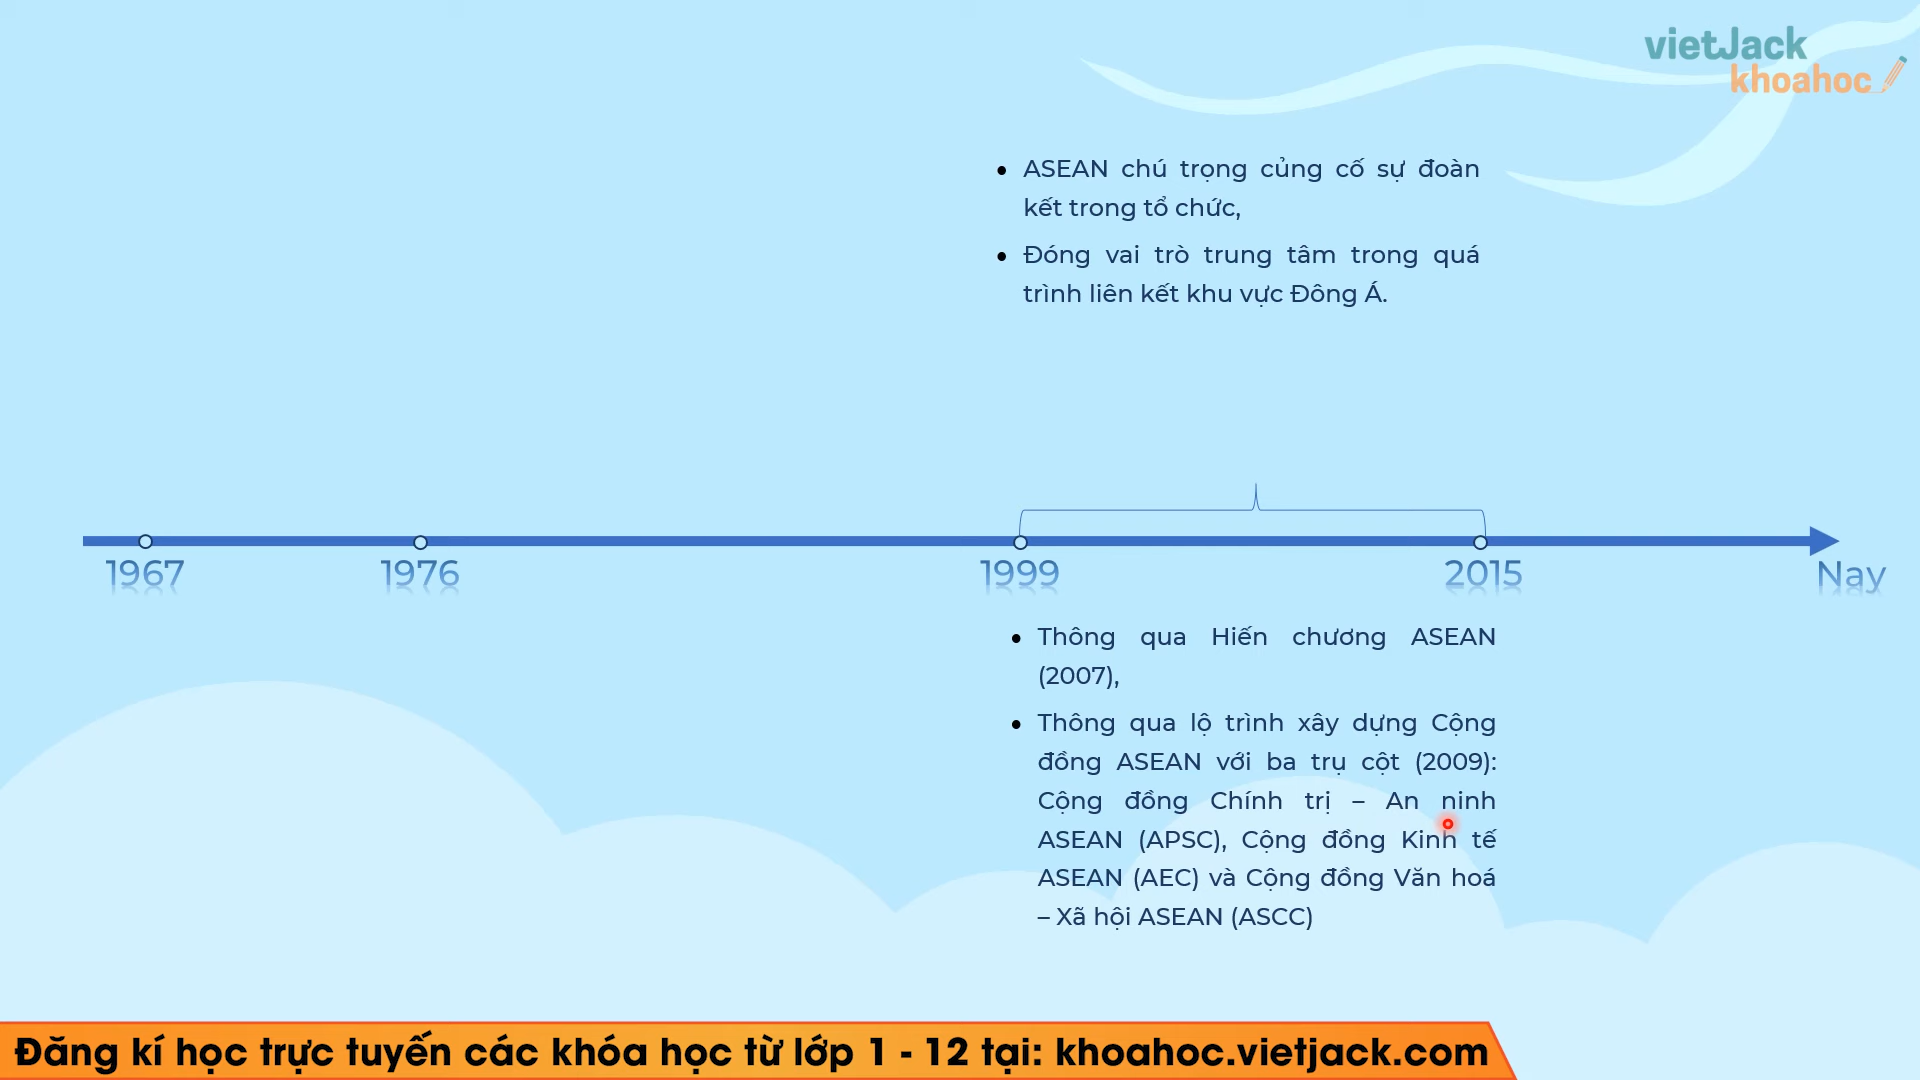 vietJack
khoahoc
ASEAN chú trọng củng cố sự đoàn
kết trong tổ chức,
Đóng vai trò trung tâm trong quá
trình liên kết khu vực Đông Á.
1967
1976
1999
2015
Nay
Thông qua Hiến chương ASEAN
(2007),
Thông qua lộ trình xây dựng Cộng
đồng ASEAN với ba trụ cột (2009):
Cộng đồng Chính trị – An ninh
ASEAN (APSC), Cộng đồng Kinh tế
ASEAN (AEC) và Cộng đồng Văn hoá
– Xã hội ASEAN (ASCC)
Đăng kí học trực tuyến các khóa học từ lớp 1 - 12 tại: khoahoc.vietjack.com